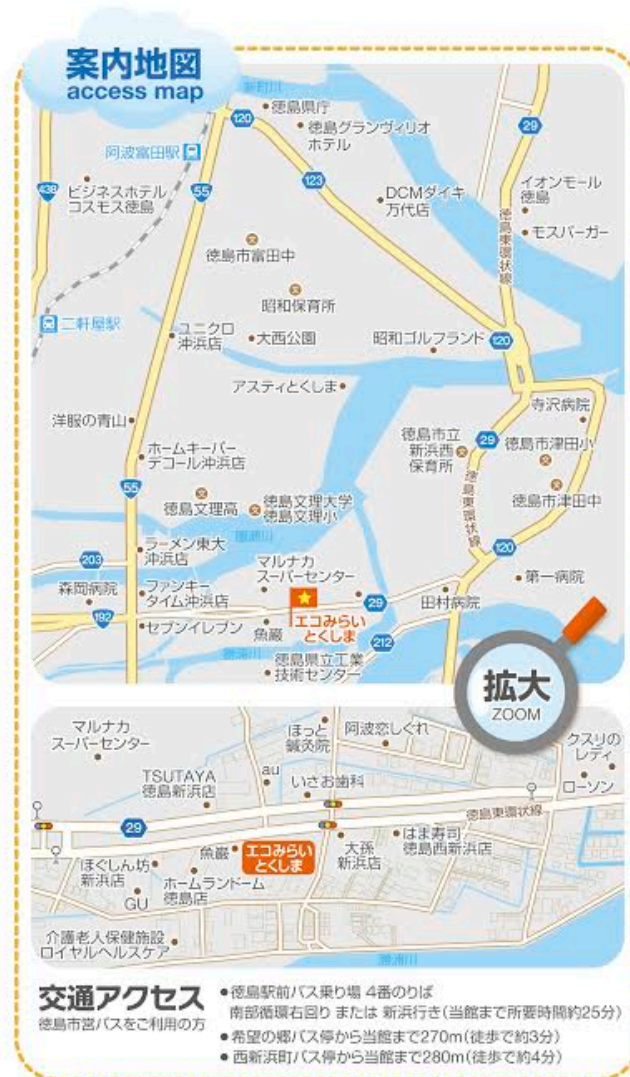 案内地図
access map
新町川
徳島県庁
徳島グランヴィリオ
ホテル
120
29
阿波富田駅
438
ビジネスホテル
コスモス徳島
55
123
DCMダイキ
万代店
イオンモール
徳島
モスバーガー
徳島東環状線
徳島市富田中
昭和保育所
二軒屋駅
ユニクロ
沖浜店
大西公園
昭和ゴルフランド
120
アスティとくしま
寺沢病院
洋服の青山
徳島市立
新浜西
保育所
29
徳島市津田小
ホームキーパー
デコール沖浜店
徳島市津田中
55
徳島文理高
徳島文理大学
徳島文理小
徳島東環状線
120
203
ラーメン東大
沖浜店
マルナカ
スーパーセンター
第一病院
森岡病院
ファンキー
タイム沖浜店
29
田村病院
192
セブンイレブン
魚巌
エコみらい
とくしま
212
徳島県立工業
技術センター
拡大
ZOOM
マルナカ
スーパーセンター
ほっと
鍼灸院
阿波恋しぐれ
クスリの
レディ
TSUTAYA
徳島新浜店
au
いさお歯科
ローソン
29
徳島東環状線
魚巌
エコみらい
とくしま
大孫
新浜店
はま寿司
徳島西新浜店
ほぐしん坊
新浜店
ホームランドーム
徳島店
GU
介護老人保健施設
ロイヤルヘルスケア
勝浦川
交通アクセス
徳島市営バスをご利用の方
•徳島駅前バス乗り場 4番のりば
南部循環右回り または 新浜行き(当館まで所要時間約25分)
•希望の郷バス停から当館まで270m(徒歩で約3分)
•西新浜町バス停から当館まで280m(徒歩で約4分)